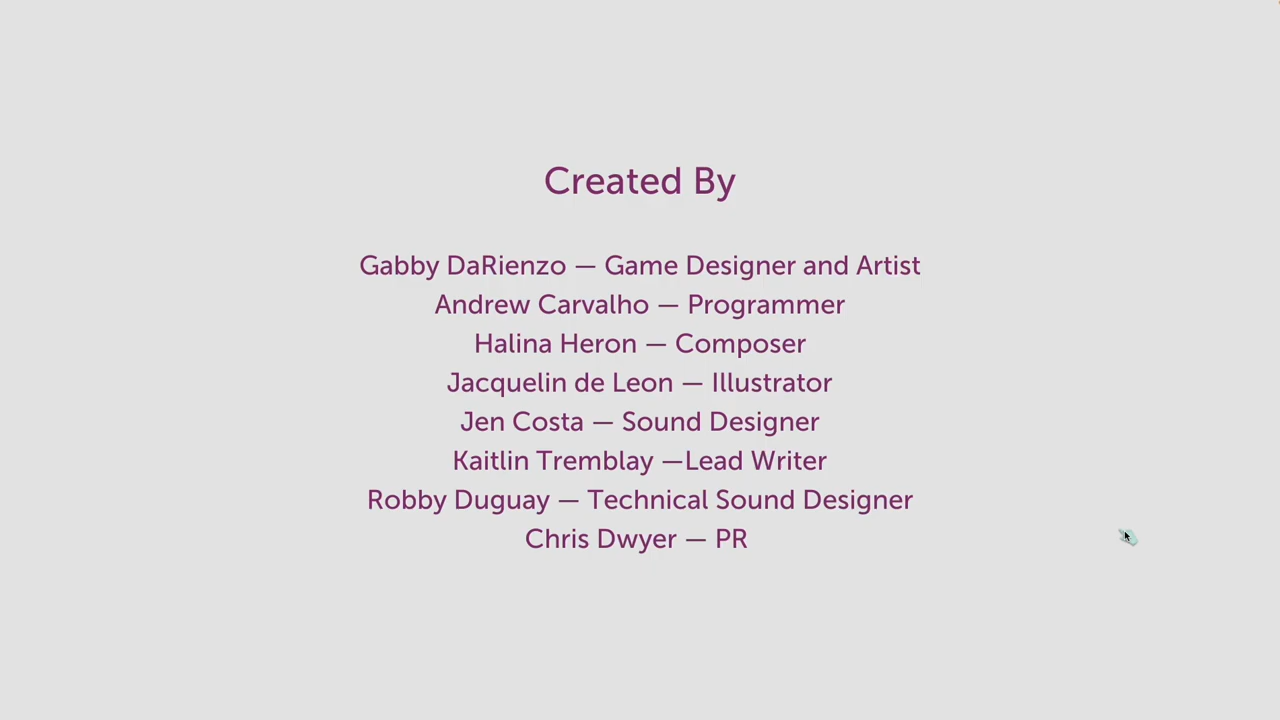 Created By
Gabby DaRienzo — Game Designer and Artist
Andrew Carvalho — Programmer
Halina Heron — Composer
Jacquelin de Leon — Illustrator
Jen Costa — Sound Designer
Kaitlin Tremblay —Lead Writer
Robby Duguay — Technical Sound Designer
Chris Dwyer — PR